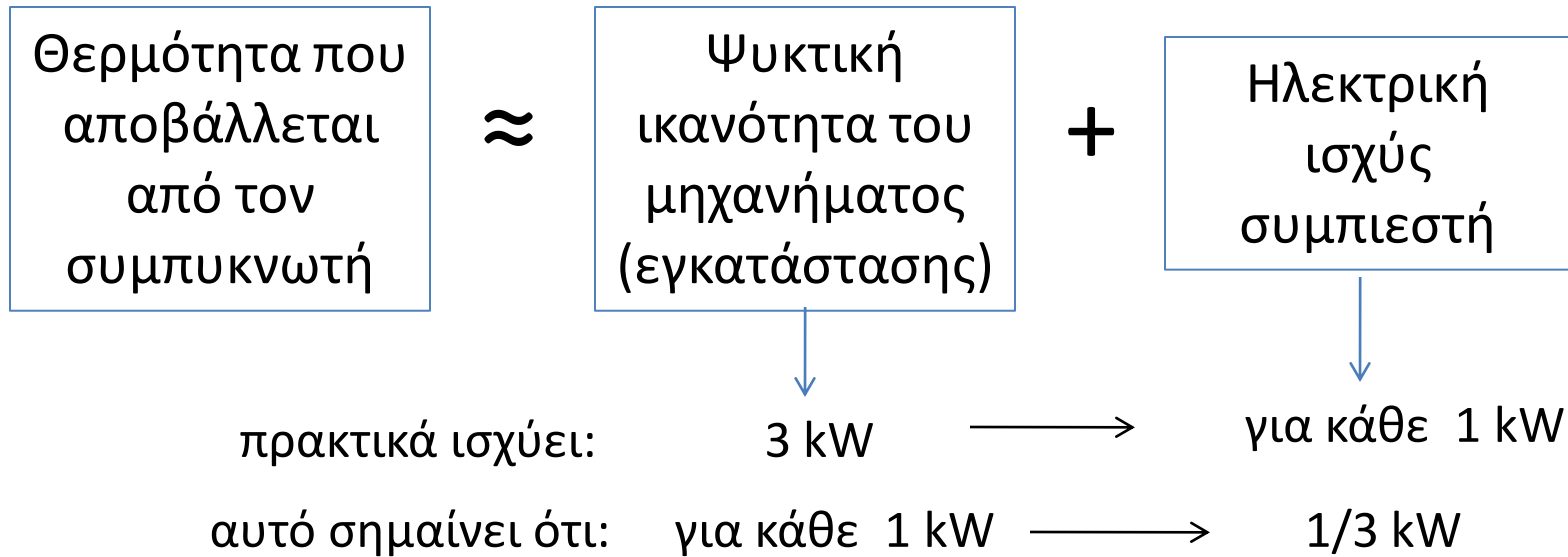 Θερμότητα που
αποβάλλεται
από τον
συμπυκνωτή
≈
Ψυκτική
ικανότητα του
μηχανήματος
(εγκατάστασης)
+
Ηλεκτρική
ισχύς
συμπιεστή
πρακτικά ισχύει: 3 kW για κάθε 1 kW
αυτό σημαίνει ότι: για κάθε 1 kW 1/3 kW